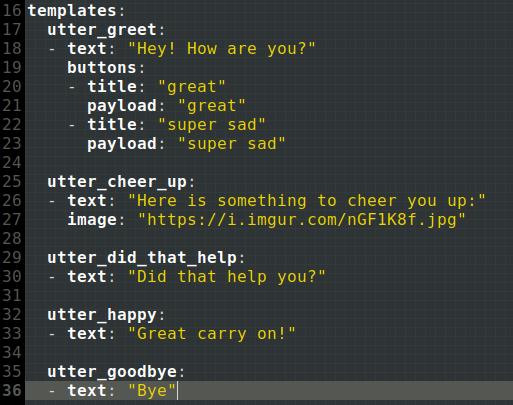 16 templates:
17   utter_greet:
18   - text: "Hey! How are you?"
19     buttons:
20     - title: "great"
21       payload: "great"
22     - title: "super sad"
23       payload: "super sad"
24
25   utter_cheer_up:
26   - text: "Here is something to cheer you up:"
27     image: "https://i.imgur.com/nGF1K8f.jpg"
28
29   utter_did_that_help:
30   - text: "Did that help you?"
31
32   utter_happy:
33   - text: "Great carry on!"
34
35   utter_goodbye:
36   - text: "Bye"